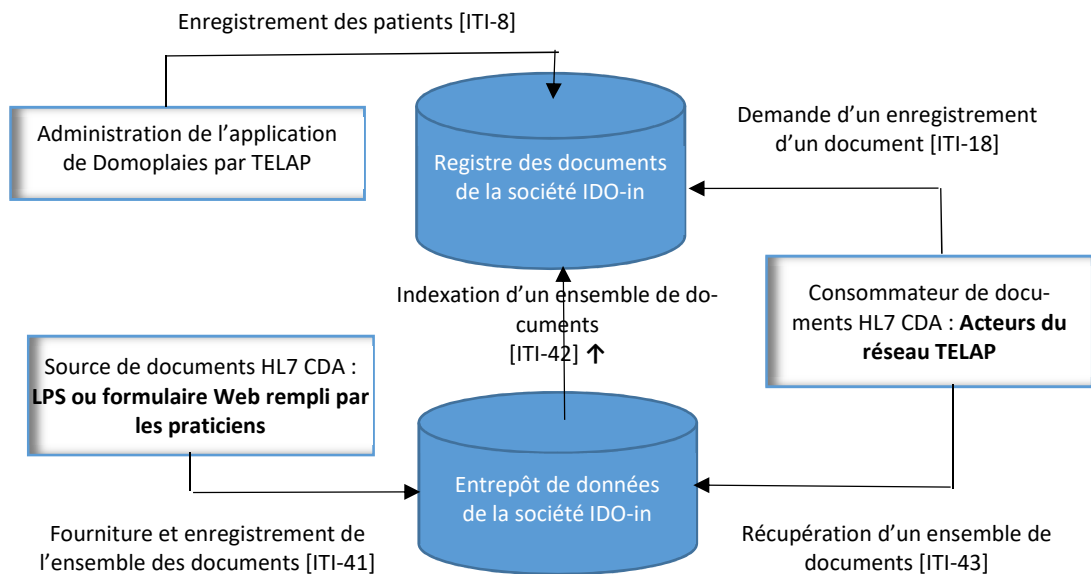 Enregistrement des patients [ITI-8]
Administration de l’application
de Domoplaies par TELAP
Registre des documents
de la société IDO-in
Demande d’un enregistrement
d’un document [ITI-18]
Indexation d’un ensemble de do-
cuments
[ITI-42] ↑
Consommateur de docu-
ments HL7 CDA : Acteurs du
réseau TELAP
Source de documents HL7 CDA :
LPS ou formulaire Web rempli par
les praticiens
Entrepôt de données
de la société IDO-in
Fourniture et enregistrement de
l’ensemble des documents [ITI-41]
Récupération d’un ensemble de
documents [ITI-43]